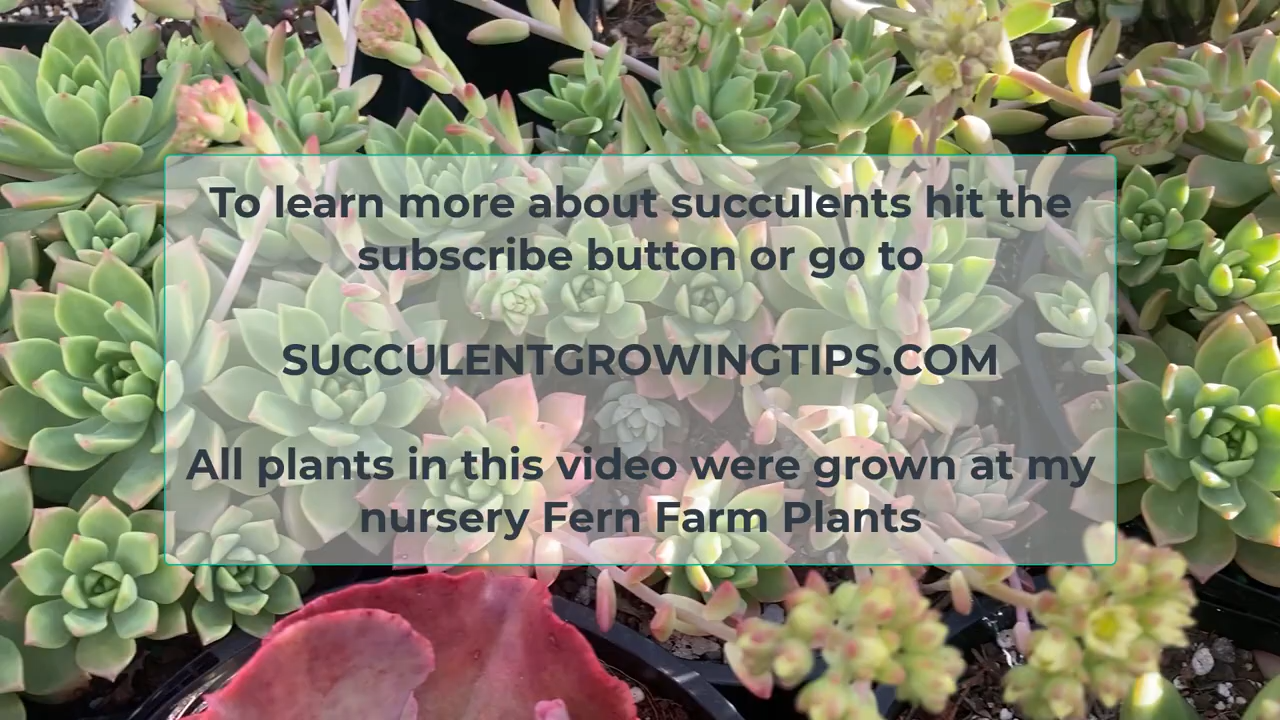 To learn more about succulents hit the
subscribe button or go to
SUCCULENTGROWINGTIPS.COM
All plants in this video were grown at my
nursery Fern Farm Plants